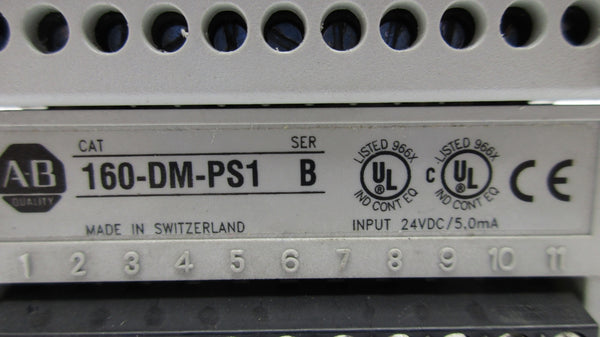 CAT SER
AB QUALITY
160-DM-PS1 B
LISTED 966X
UL
IND CONT EQ
C
LISTED 966X
UL
IND CONT EQ
CE
MADE IN SWITZERLAND INPUT 24VDC/5,0mA
1 2 3 4 5 6 7 8 9 10 11